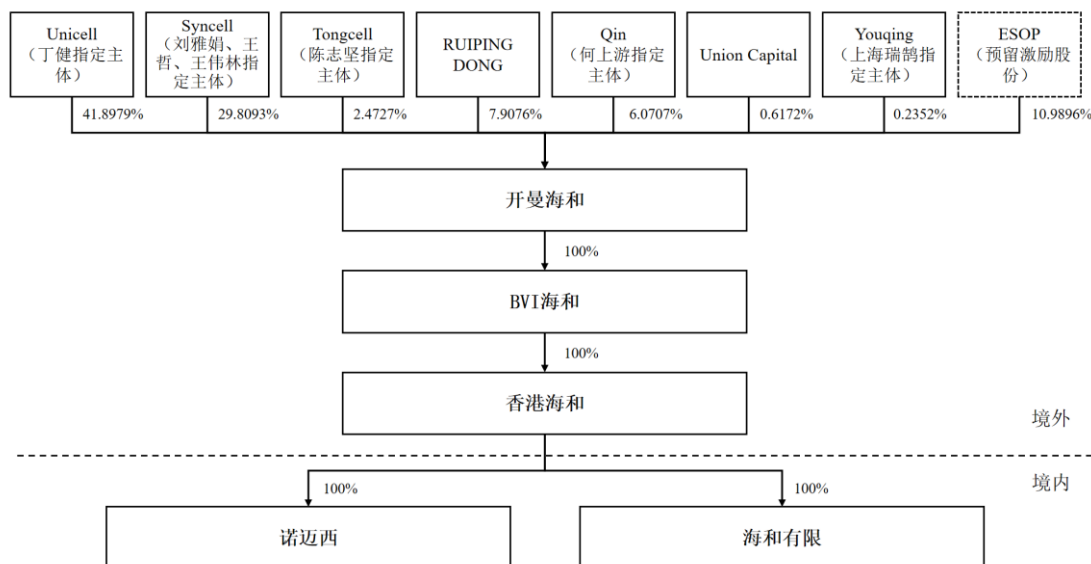 Unicell
（丁健指定主
体）
Syncell
（刘雅娟、王
哲、王伟林指
定主体）
Tongcell
（陈志坚指定
主体）
RUIPING
DONG
Qin
（何上游指定
主体）
Union Capital
Youqing
（上海瑞鹄指
定主体）
ESOP
（预留激励股
份）
41.8979%
29.8093%
2.4727%
7.9076%
6.0707%
0.6172%
0.2352%
10.9896%
开曼海和
100%
BVI海和
100%
香港海和
境外
境内
100%
100%
诺迈西
海和有限